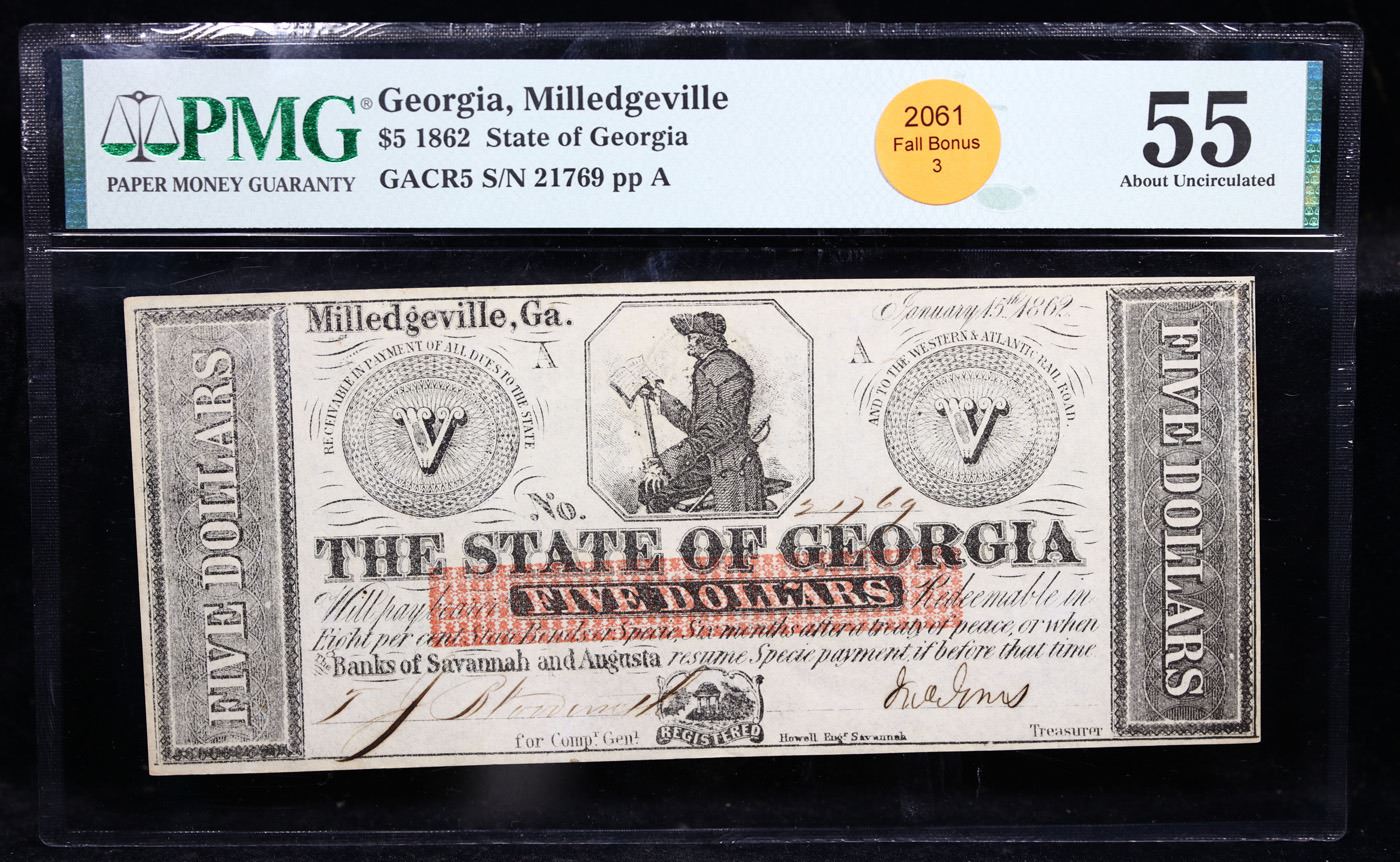 PMG®
PAPER MONEY GUARANTY
Georgia, Milledgeville
$5 1862 State of Georgia
GACR5 S/N 21769 pp A
2061
Fall Bonus
3
55
About Uncirculated
Milledgeville, Ga.
January 15th 1862
A
A
RECEIVABLE IN PAYMENT OF ALL DUES TO THE STATE
AND TO THE WESTERN & ATLANTIC RAIL ROAD.
V
V
FIVE DOLLARS
FIVE DOLLARS
No. 21769
THE STATE OF GEORGIA
Will pay bearer FIVE DOLLARS Redeemable in
Eight per cent. State Bonds or Specie, Six months after a treaty of peace, or when
The Banks of Savannah and Augusta resume Specie payment, if before that time
REGISTERED
for Compr. Genl.
Howell Engr. Savannah
Treasurer